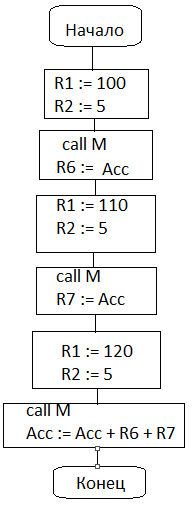 Начало
R1 := 100
R2 := 5
call M
R6 := Acc
R1 := 110
R2 := 5
call M
R7 := Acc
R1 := 120
R2 := 5
call M
Acc := Acc + R6 + R7
Конец